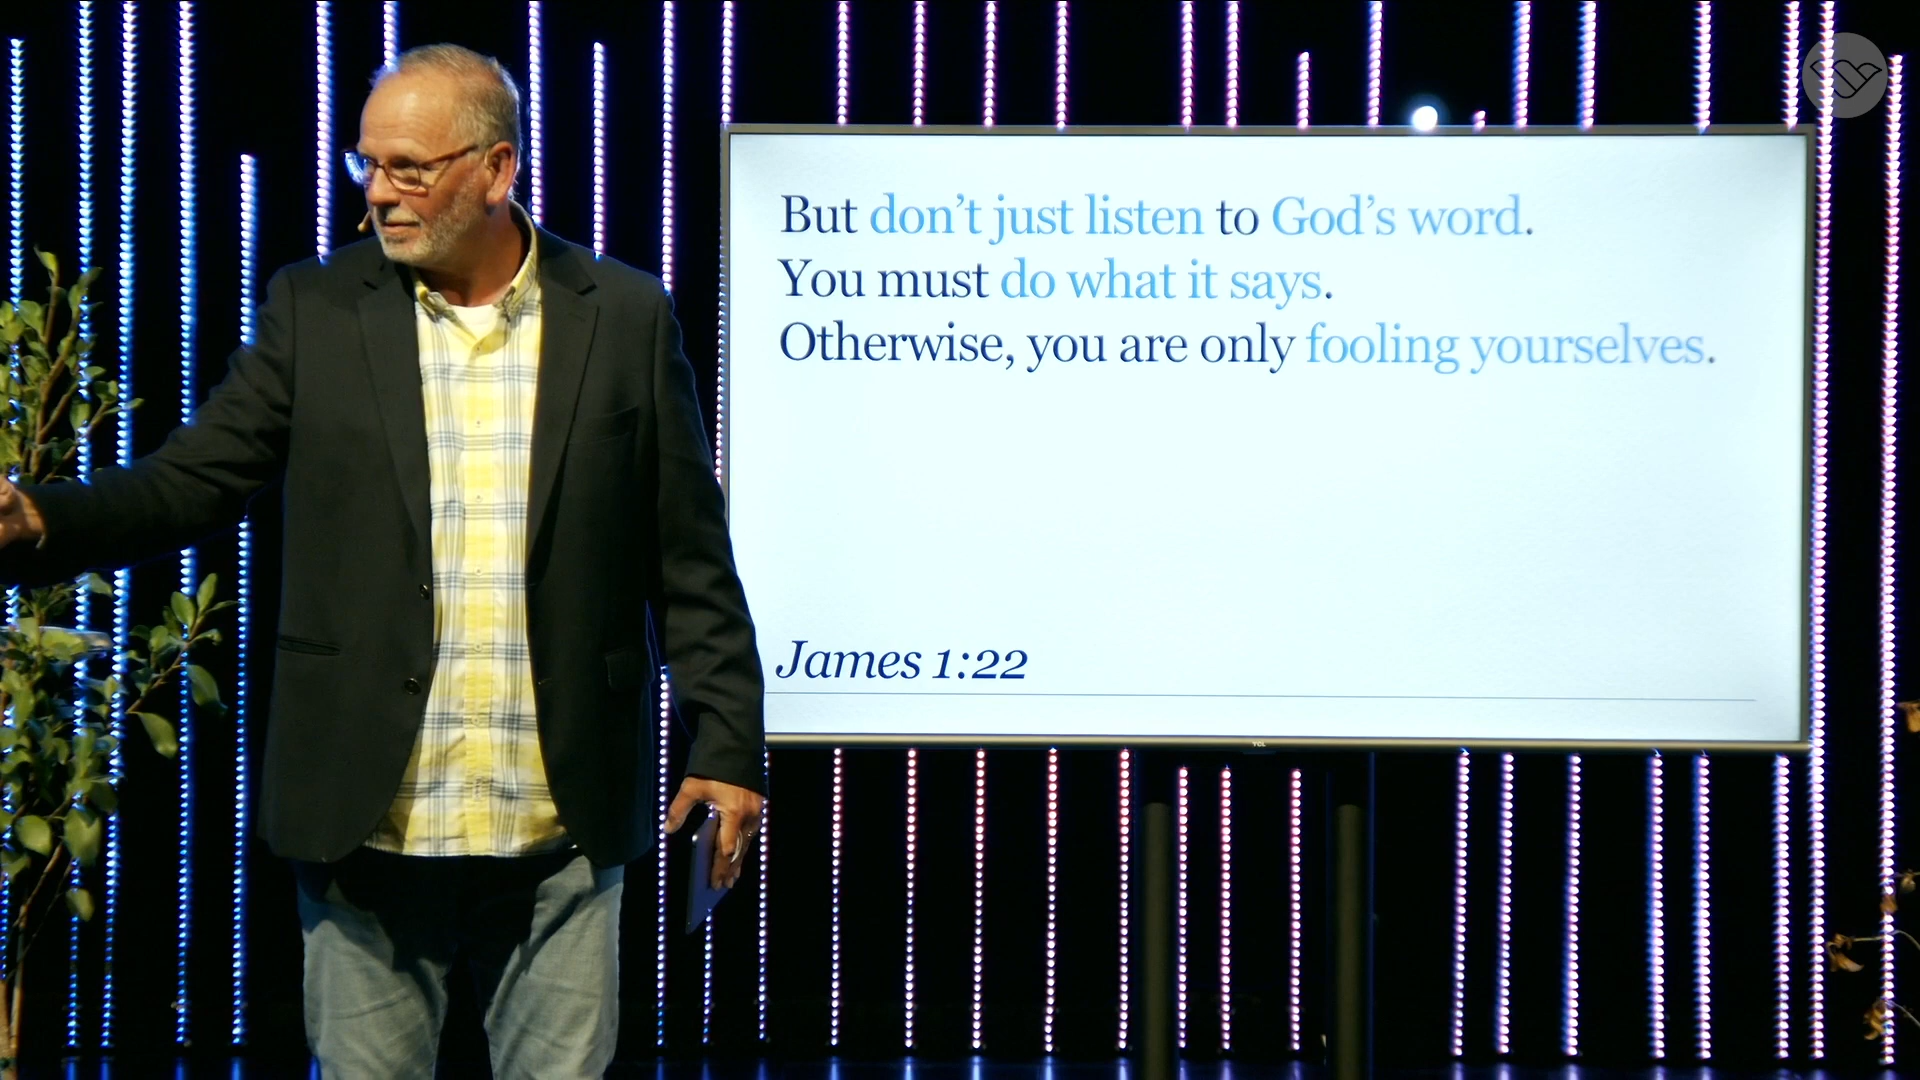 But don’t just listen to God’s word.
You must do what it says.
Otherwise, you are only fooling yourselves.
James 1:22
TCL